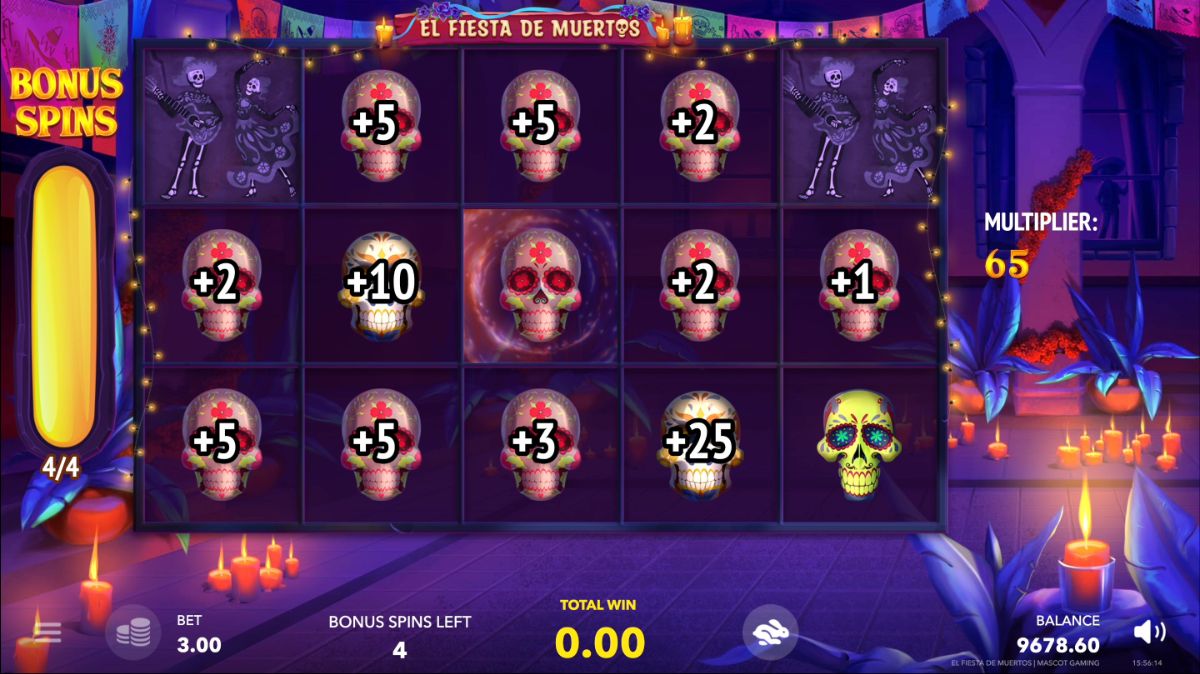 EL FIESTA DE MUERTOS
BONUS
SPINS
+5
+5
+2
+2
+10
+2
+1
MULTIPLIER:
65
+5
+5
+3
+25
4/4
BET
3.00
BONUS SPINS LEFT
4
TOTAL WIN
0.00
BALANCE
9678.60
EL FIESTA DE MUERTOS | MASCOT GAMING
15:56:14